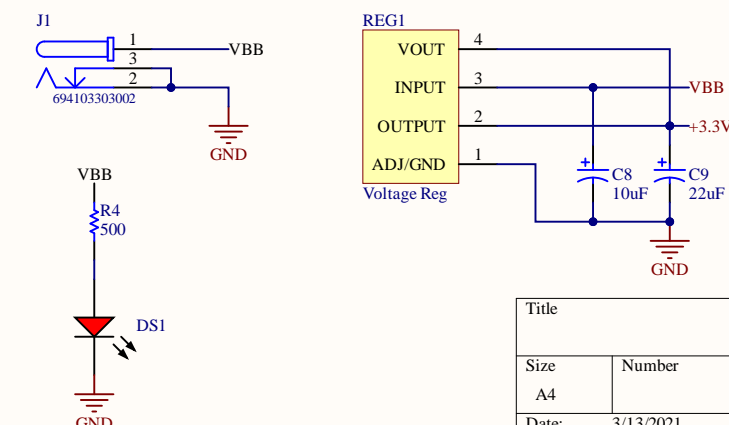 J1
1
VBB
3
2
694103303002
GND
VBB
R4
500
DS1
GND
REG1
VOUT
4
INPUT
3
VBB
OUTPUT
2
+3.3V
ADJ/GND
1
Voltage Reg
C8
10uF
C9
22uF
GND
Title
Size
Number
A4
Date:
3/13/2021